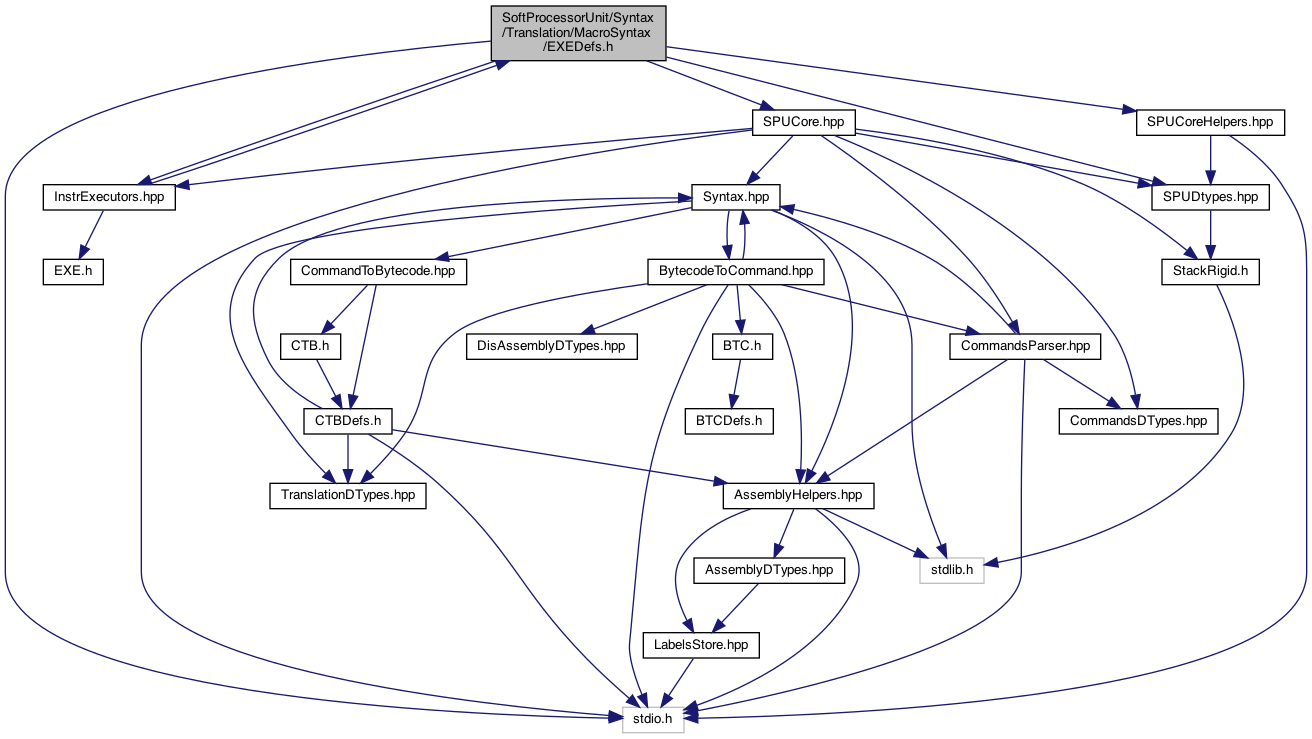 SoftProcessorUnit/Syntax
/Translation/MacroSyntax
/EXEDefs.h
SPUCore.hpp
SPUCoreHelpers.hpp
InstrExecutors.hpp
Syntax.hpp
SPUDtypes.hpp
EXE.h
CommandToBytecode.hpp
BytecodeToCommand.hpp
StackRigid.h
CTB.h
DisAssemblyDTypes.hpp
BTC.h
CommandsParser.hpp
CTBDefs.h
BTCDefs.h
CommandsDTypes.hpp
TranslationDTypes.hpp
AssemblyHelpers.hpp
AssemblyDTypes.hpp
stdlib.h
LabelsStore.hpp
stdio.h